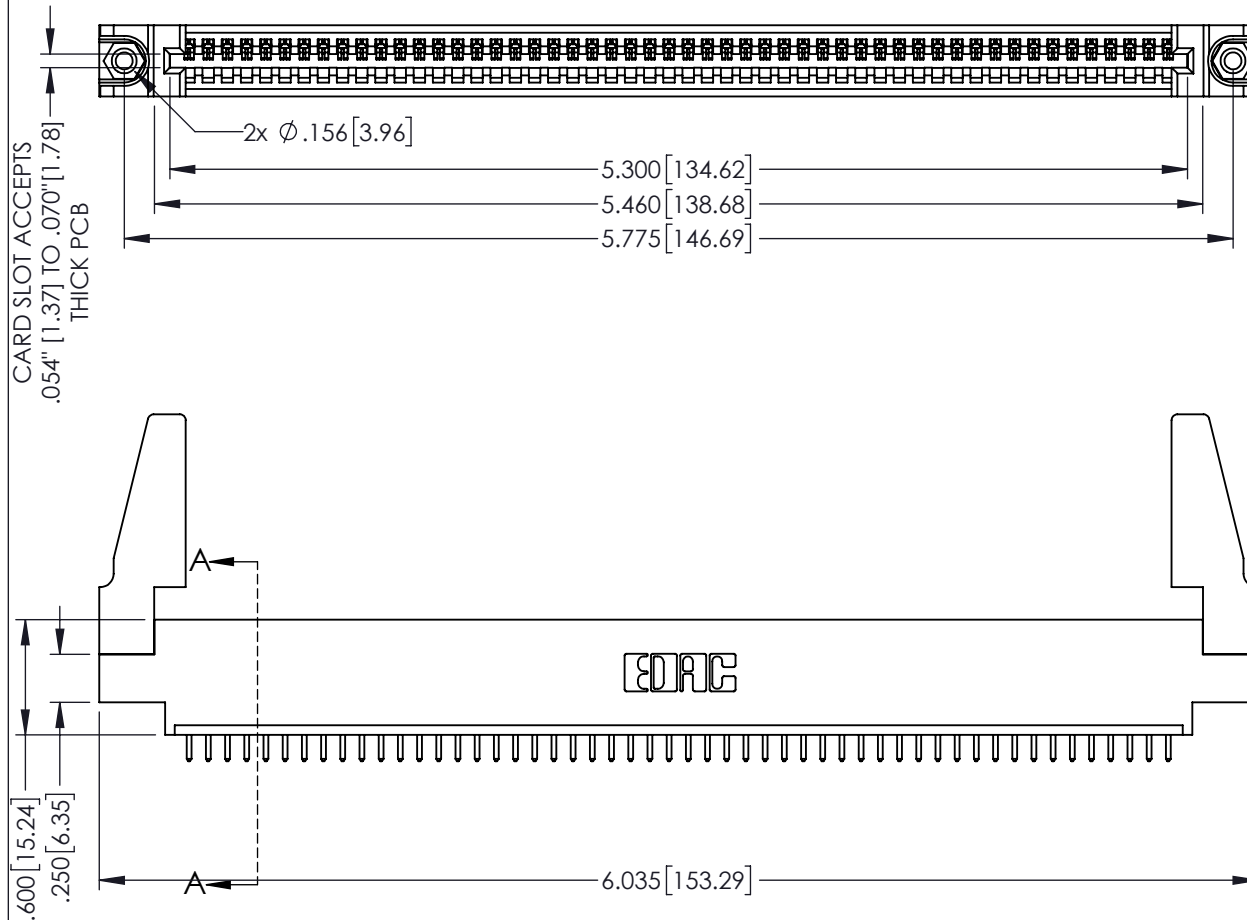 2x ∅ .156 [3.96]
5.300 [134.62]
5.460 [138.68]
5.775 [146.69]
CARD SLOT ACCEPTS
.054" [1.37] TO .070" [1.78]
THICK PCB
A
EDAC
.600 [15.24]
.250 [6.35]
A
6.035 [153.29]